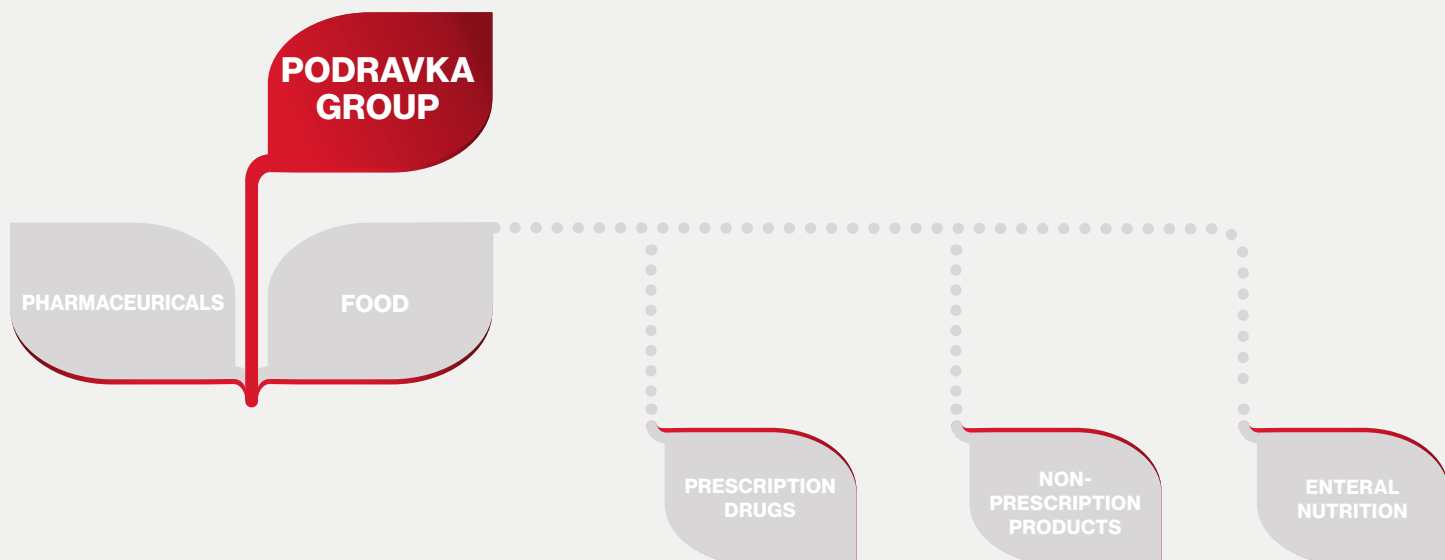 PODRAVKA
GROUP
PHARMACEURICALS
FOOD
PRESCRIPTION
DRUGS
NON-
PRESCRIPTION
PRODUCTS
ENTERAL
NUTRITION